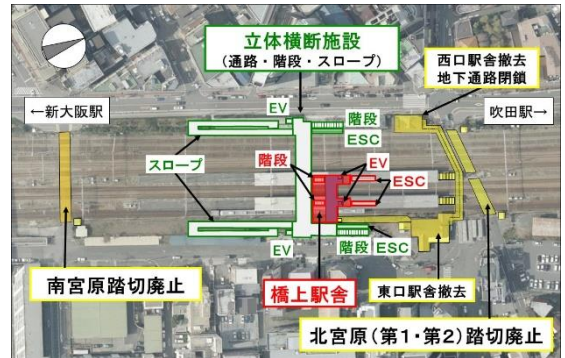 立体横断施設
(通路・階段・スロープ)
西口駅舎撤去
地下通路閉鎖
←新大阪駅
吹田駅→
EV
階段
ESC
スロープ
階段
EV
ESC
EV
階段
ESC
南宮原踏切廃止
橋上駅舎
東口駅舎撤去
北宮原(第1・第2)踏切廃止